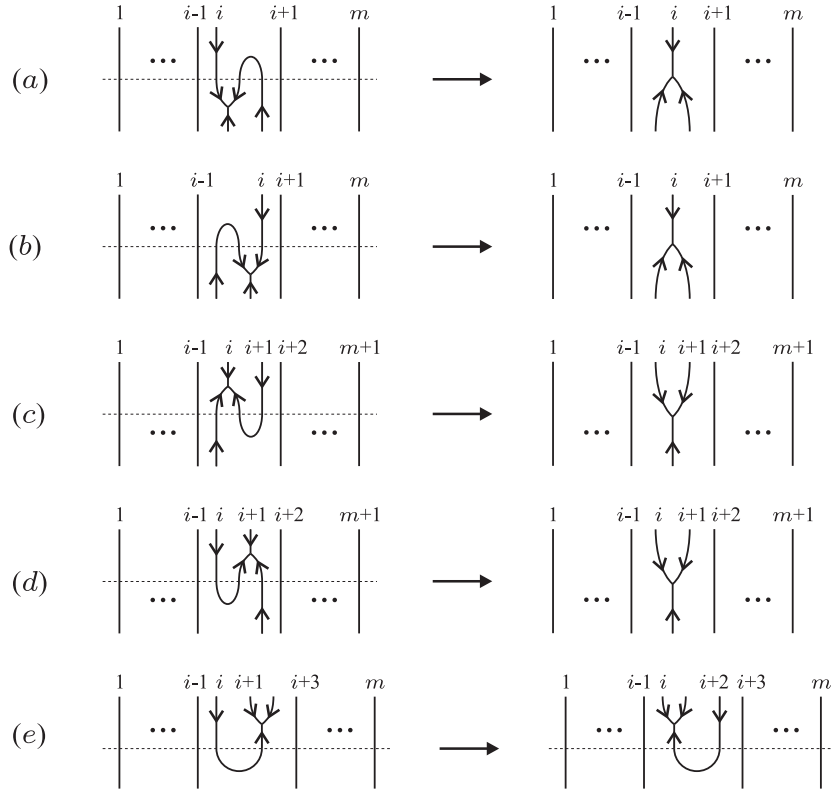 1 i-1 i i+1 m 1 i-1 i i+1 m
(a) ••• ••• ••• •••
1 i-1 i i+1 m 1 i-1 i i+1 m
(b) ••• ••• ••• •••
1 i-1 i i+1 i+2 m+1 1 i-1 i i+1 i+2 m+1
(c) ••• ••• ••• •••
1 i-1 i i+1 i+2 m+1 1 i-1 i i+1 i+2 m+1
(d) ••• ••• ••• •••
1 i-1 i i+1 i+3 m 1 i-1 i i+2 i+3 m
(e) ••• ••• ••• •••